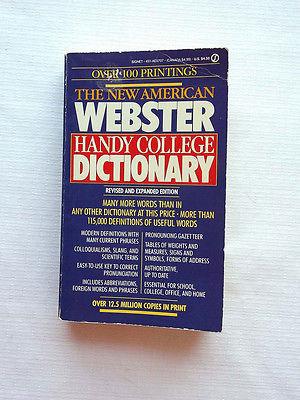 OVER 100 PRINTINGS
THE NEW AMERICAN
WEBSTER
HANDY COLLEGE
DICTIONARY
REVISED AND EXPANDED EDITION
MANY MORE WORDS THAN IN
ANY OTHER DICTIONARY AT THIS PRICE • MORE THAN
115,000 DEFINITIONS OF USEFUL WORDS
MODERN DEFINITIONS WITH
MANY CURRENT PHRASES
COLLOQUIALISMS, SLANG, AND
SCIENTIFIC TERMS
EASY-TO-USE KEY TO CORRECT
PRONUNCIATION
INCLUDES ABBREVIATIONS,
FOREIGN WORDS AND PHRASES
PRONOUNCING GAZETTEER
TABLES OF WEIGHTS AND
MEASURES, SIGNS AND
SYMBOLS, FORMS OF ADDRESS
AUTHORITATIVE,
UP TO DATE
ESSENTIAL FOR SCHOOL,
COLLEGE, OFFICE, AND HOME
OVER 12.5 MILLION COPIES IN PRINT